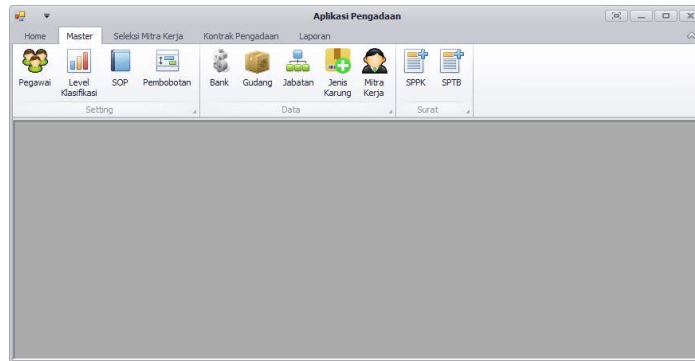 Aplikasi Pengadaan
Home Master Seleksi Mitra Kerja Kontrak Pengadaan Laporan
Pegawai Level Klasifikasi SOP Pembobotan Bank Gudang Jabatan Jenis Karung Mitra Kerja SPPK SPTB
Setting Data Surat